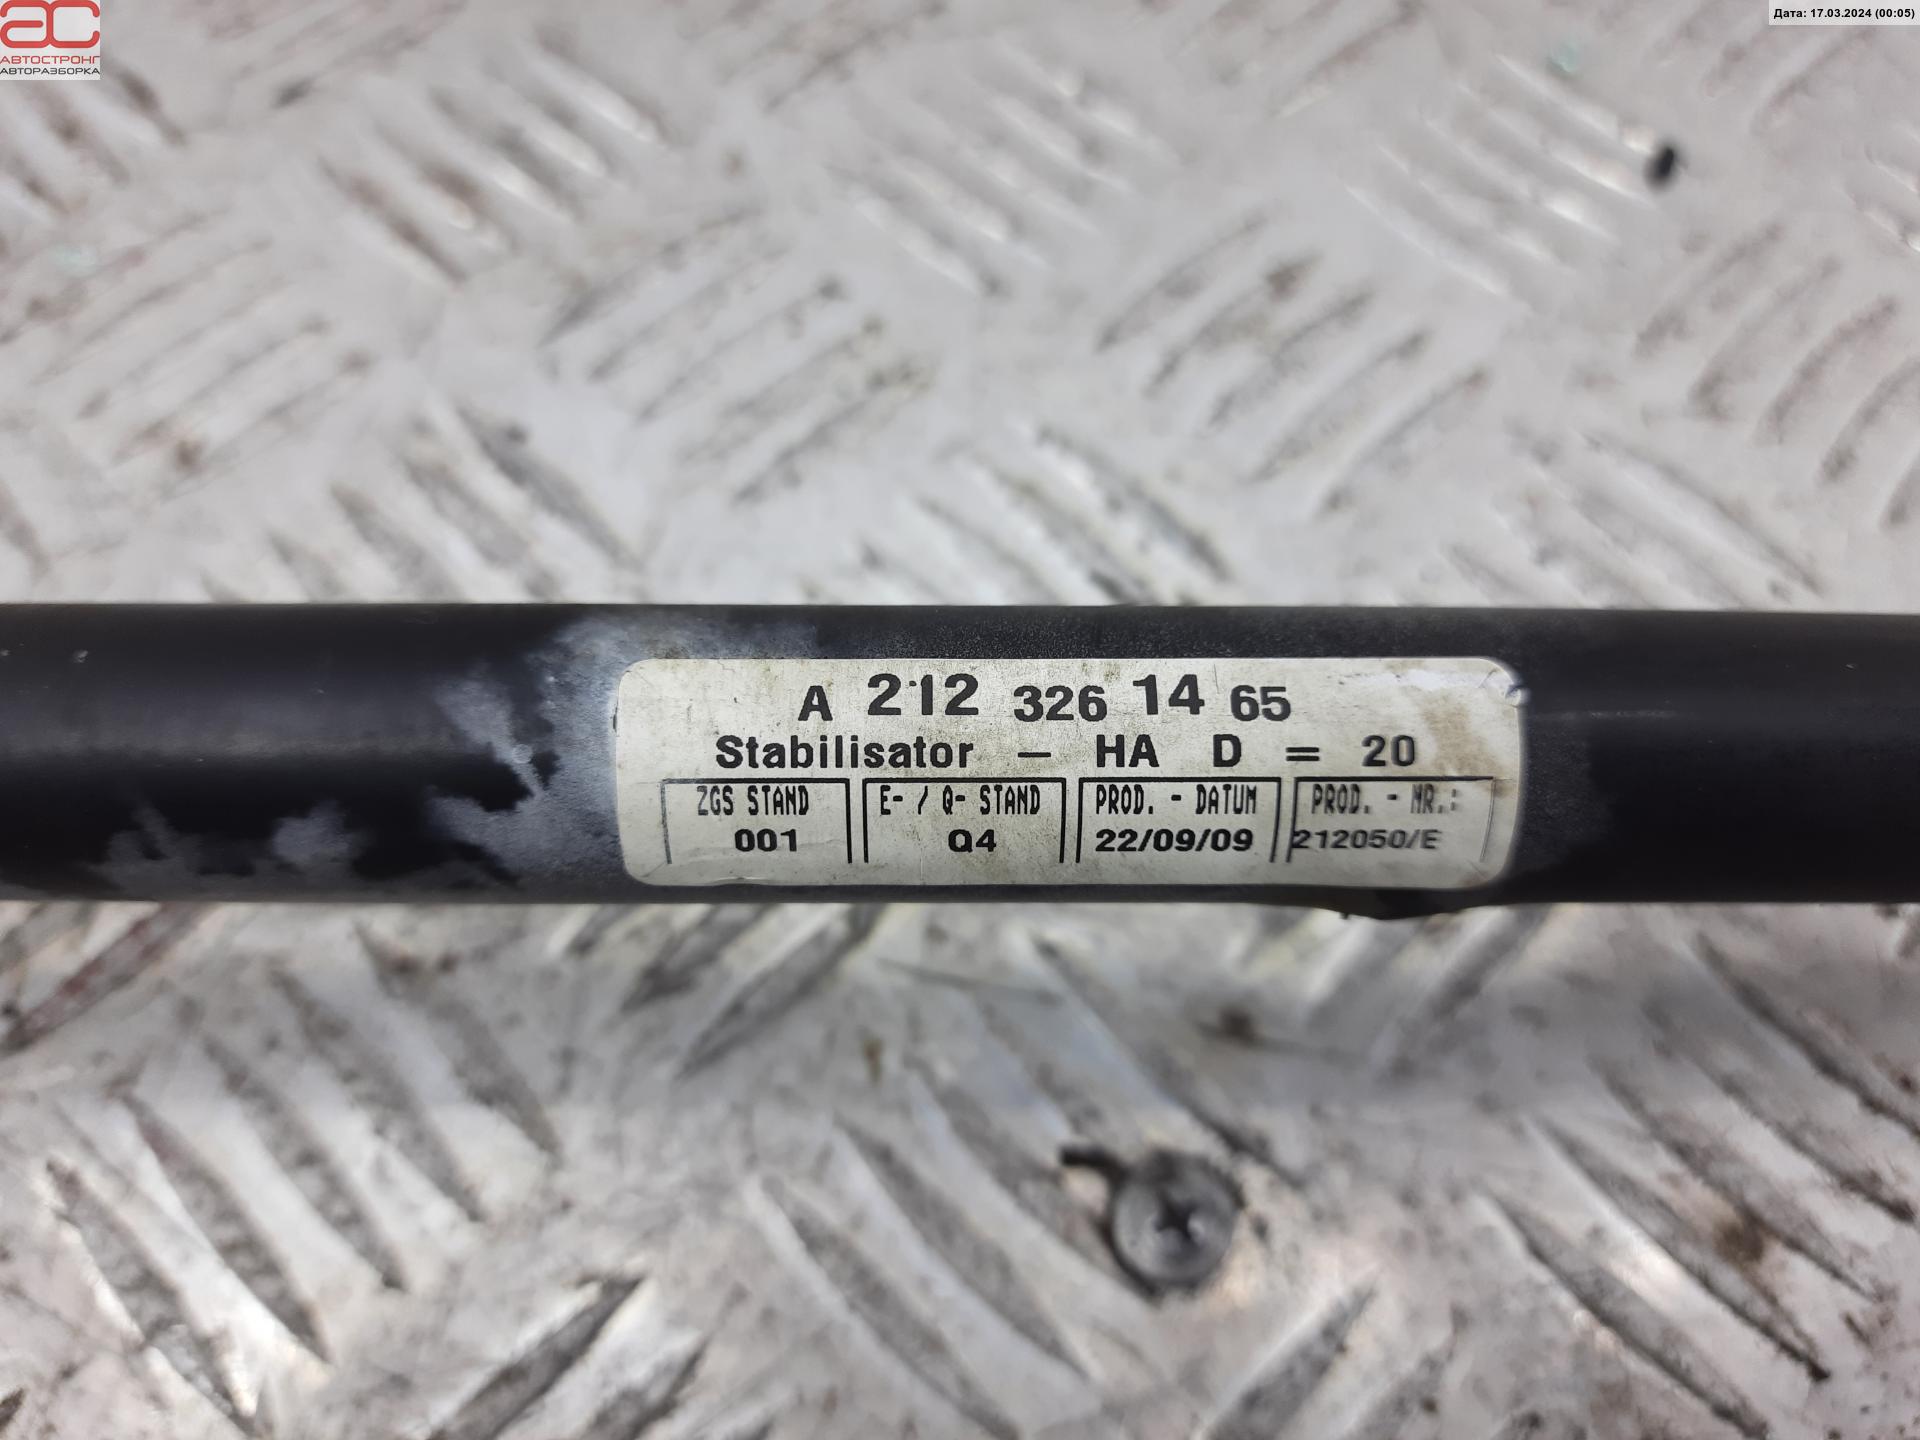 ас
АВТОСТРОНГ
АВТОРАЗБОРКА
Дата: 17.03.2024 (00:05)
A 212 326 14 65
Stabilisator - HA D = 20
ZGS STAND E- / Q- STAND PROD. - DATUM PROD. - NR.:
001 Q4 22/09/09 212050/E